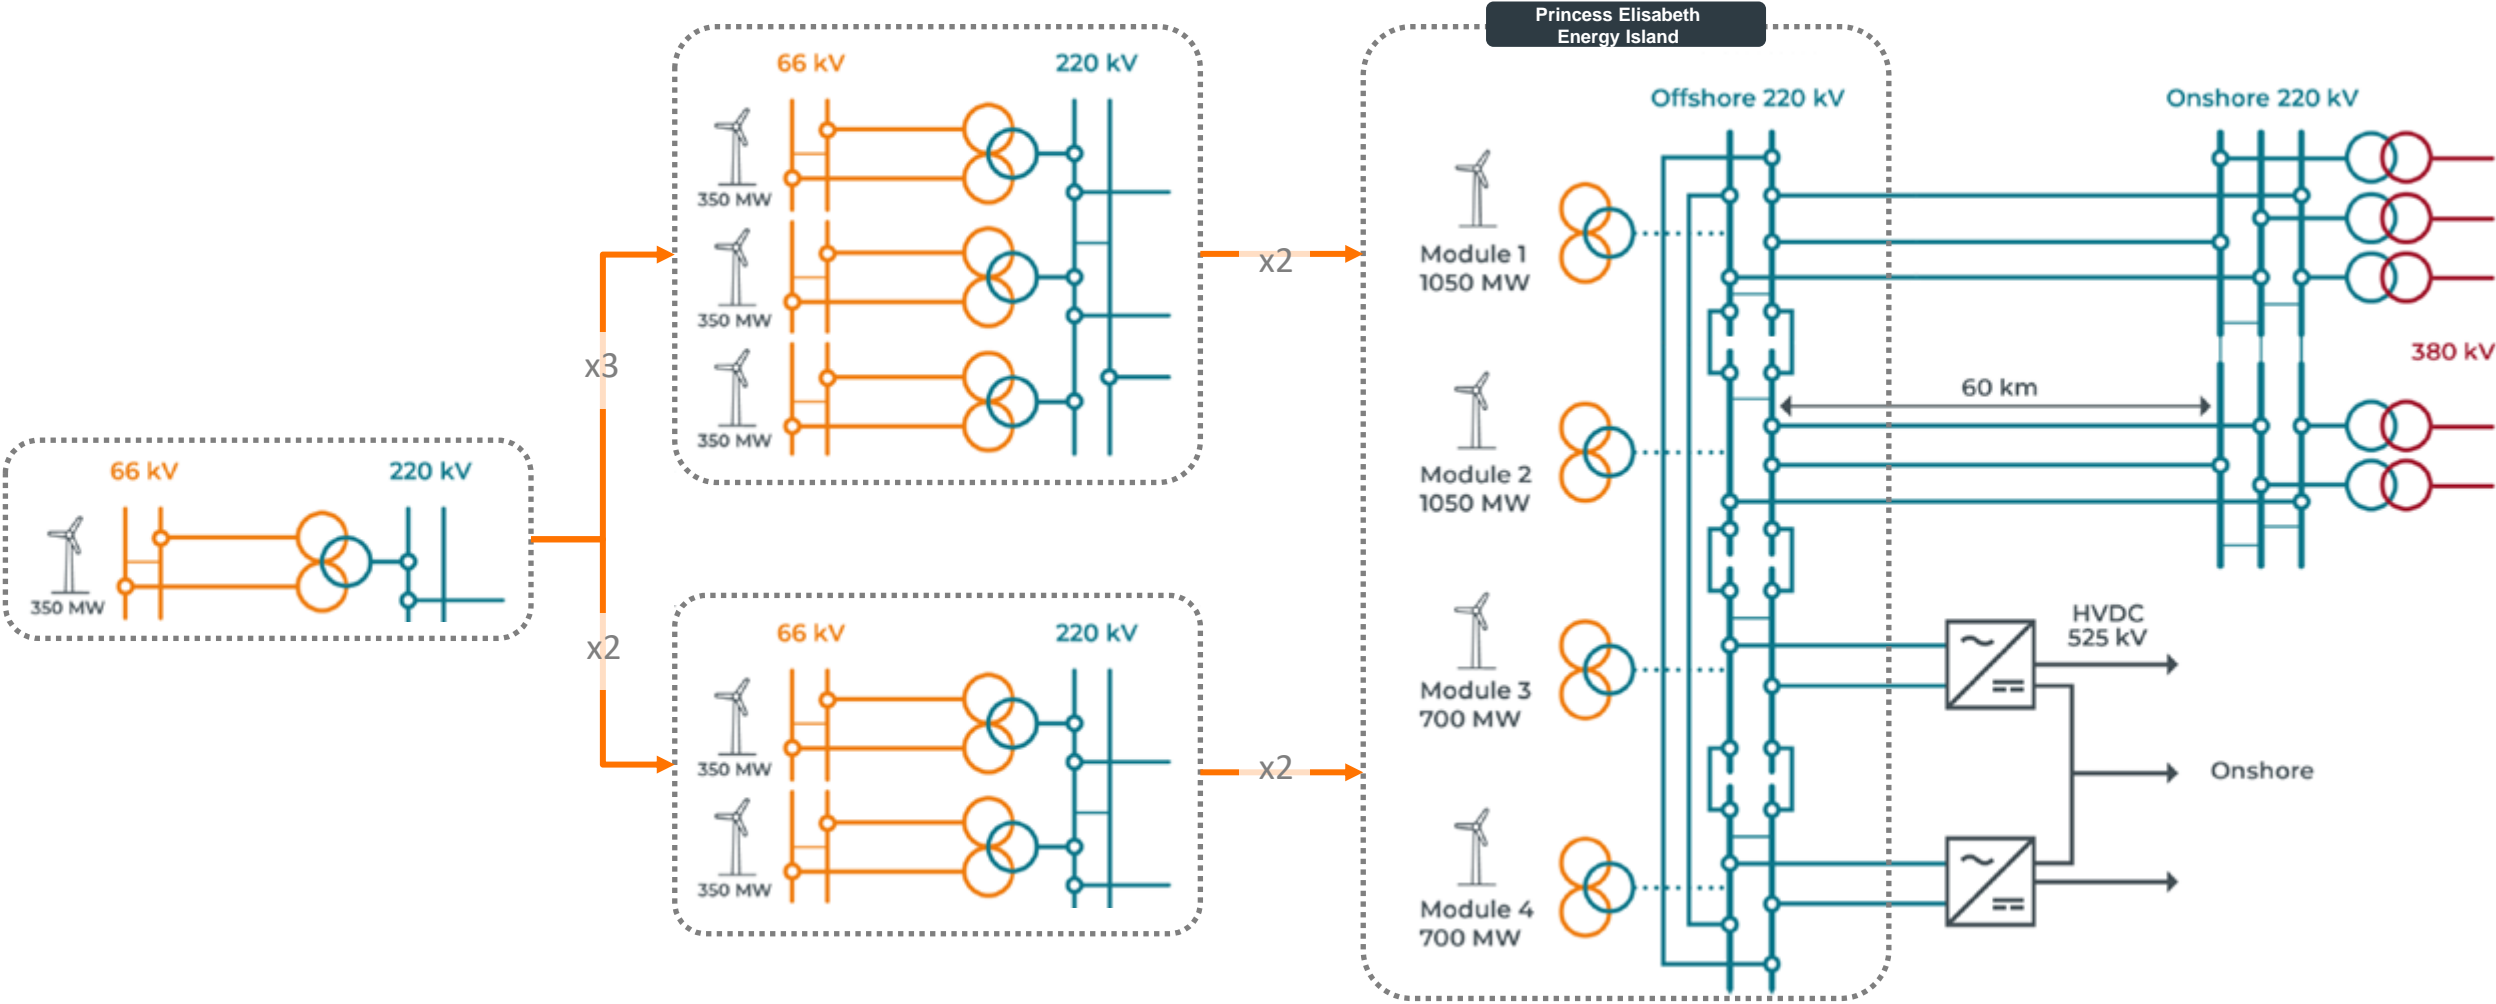 66 kV
220 kV
350 MW
x3
x2
66 kV
220 kV
350 MW
350 MW
350 MW
66 kV
220 kV
350 MW
350 MW
x2
x2
Princess Elisabeth
Energy Island
Offshore 220 kV
Module 1
1050 MW
Module 2
1050 MW
Module 3
700 MW
Module 4
700 MW
Onshore 220 kV
380 kV
60 km
HVDC
525 kV
Onshore